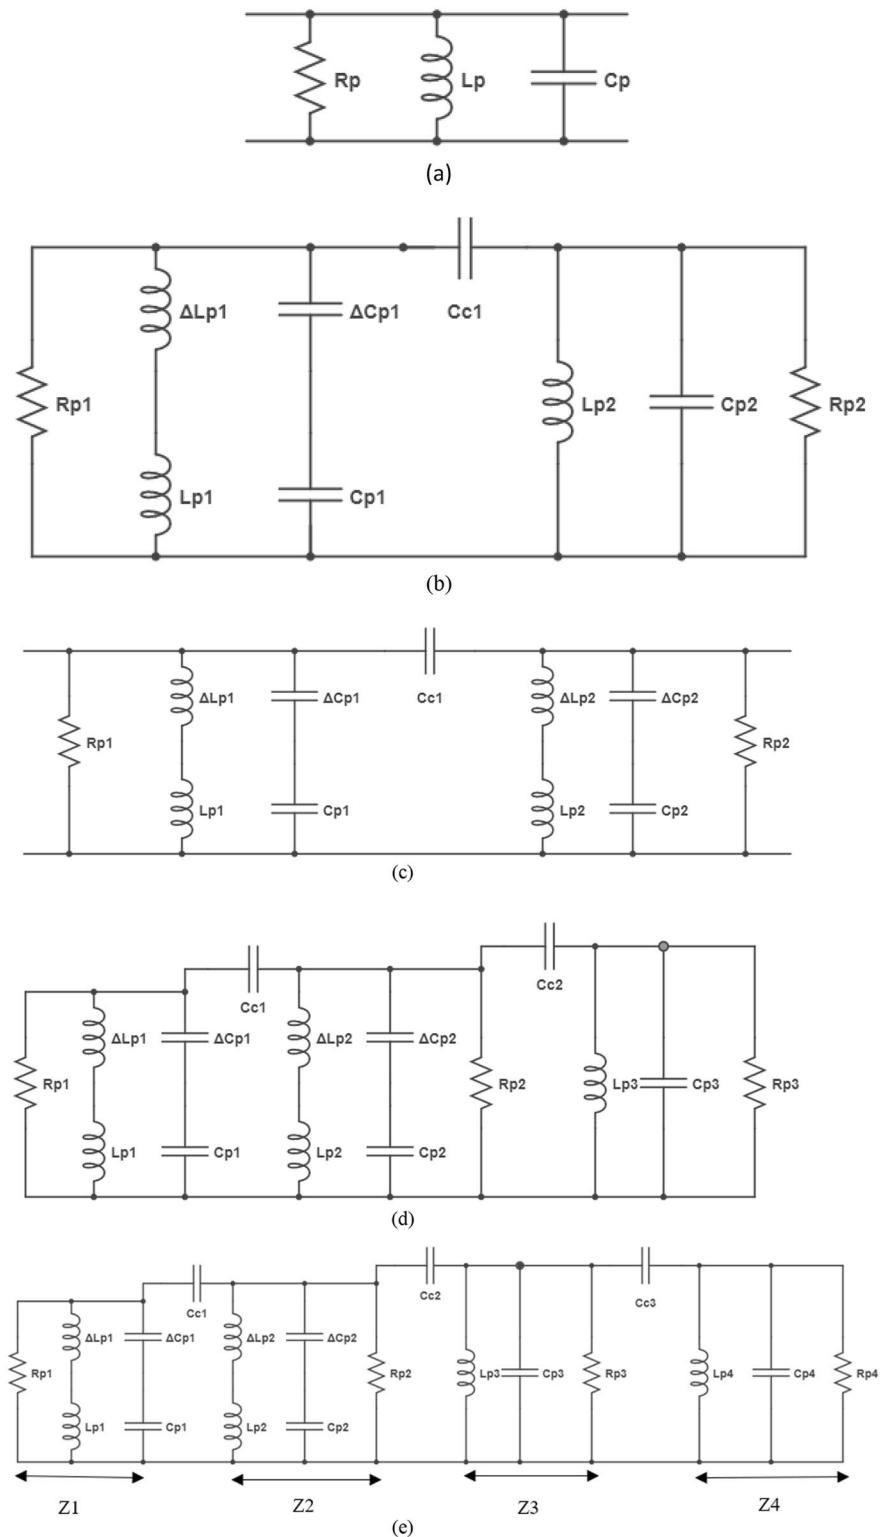 Rp Lp Cp
(a)
ΔLp1 ΔCp1 Cc1
Rp1 Lp2 Cp2 Rp2
Lp1 Cp1
(b)
ΔLp1 ΔCp1 Cc1 ΔLp2 ΔCp2
Rp1 Rp2
Lp1 Cp1 Lp2 Cp2
(c)
Cc1 Cc2
ΔLp1 ΔCp1 ΔLp2 ΔCp2
Rp1 Rp2 Lp3 Cp3 Rp3
Lp1 Cp1 Lp2 Cp2
(d)
Cc1 Cc2 Cc3
ΔLp1 ΔCp1 ΔLp2 ΔCp2
Rp1 Rp2 Lp3 Cp3 Rp3 Lp4 Cp4 Rp4
Lp1 Cp1 Lp2 Cp2
Z1 Z2 Z3 Z4
(e)